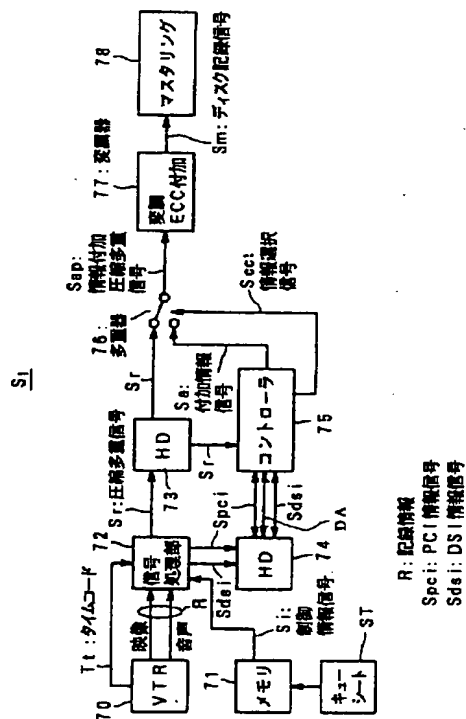 S1
Tt：タイムコード
70
VTR
映像
音声
R
72
信号
処理部
Sr：圧縮多重信号
73
HD
Sr
76：
多重器
Sap：
情報付加
圧縮多重
信号
77：変調器
変調
ECC付加
Sm：ディスク記録信号
78
マスタリング
71
メモリ
Si：
制御
情報信号
ST
キュー
シート
Sdsi
Spci
HD
74
Spci
DA
Sdsi
Sr
コントローラ
75
Sa：
付加情報
信号
Scc：
情報選択
信号
R：記録情報
Spci：PCI情報信号
Sdsi：DSI情報信号